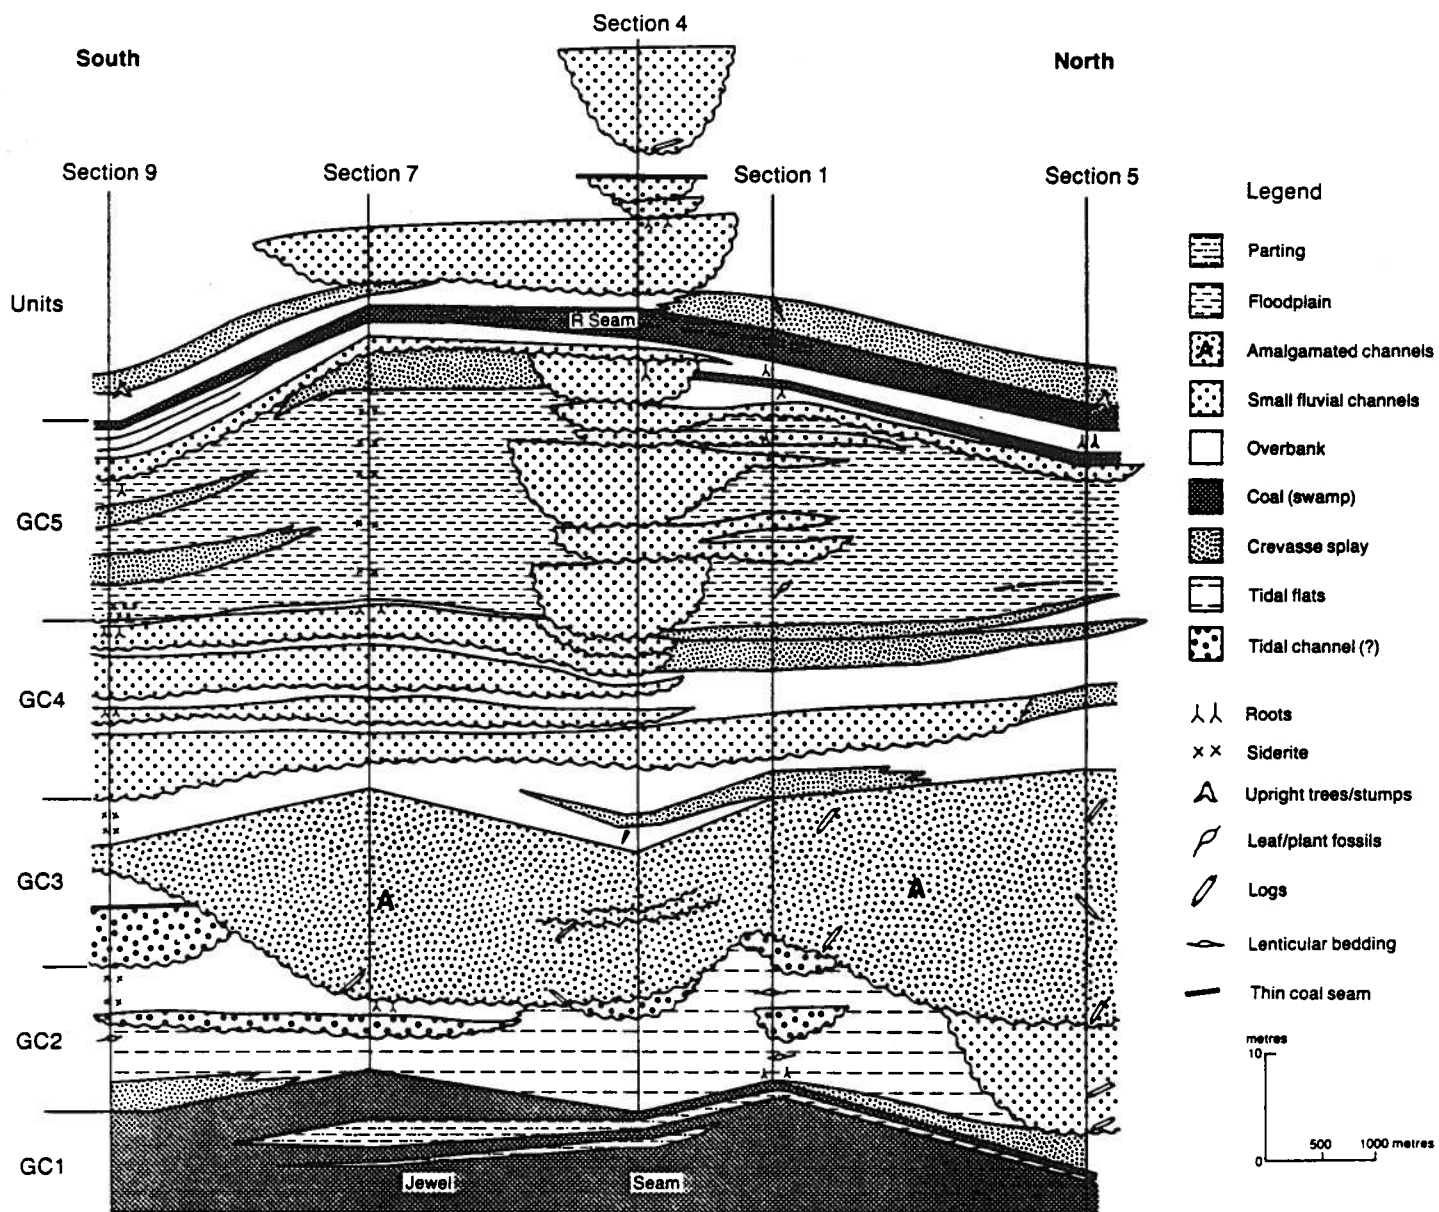 Section 4
South
North
Section 9
Section 7
Section 1
Section 5
Units
R Seam
GC5
GC4
GC3
A
A
GC2
GC1
Jewel
Seam
Legend
Parting
Floodplain
A
Amalgamated channels
Small fluvial channels
Overbank
Coal (swamp)
Crevasse splay
Tidal flats
Tidal channel (?)
Roots
x x
Siderite
Upright trees/stumps
Leaf/plant fossils
Logs
Lenticular bedding
Thin coal seam
metres
10
0
500
1000 metres